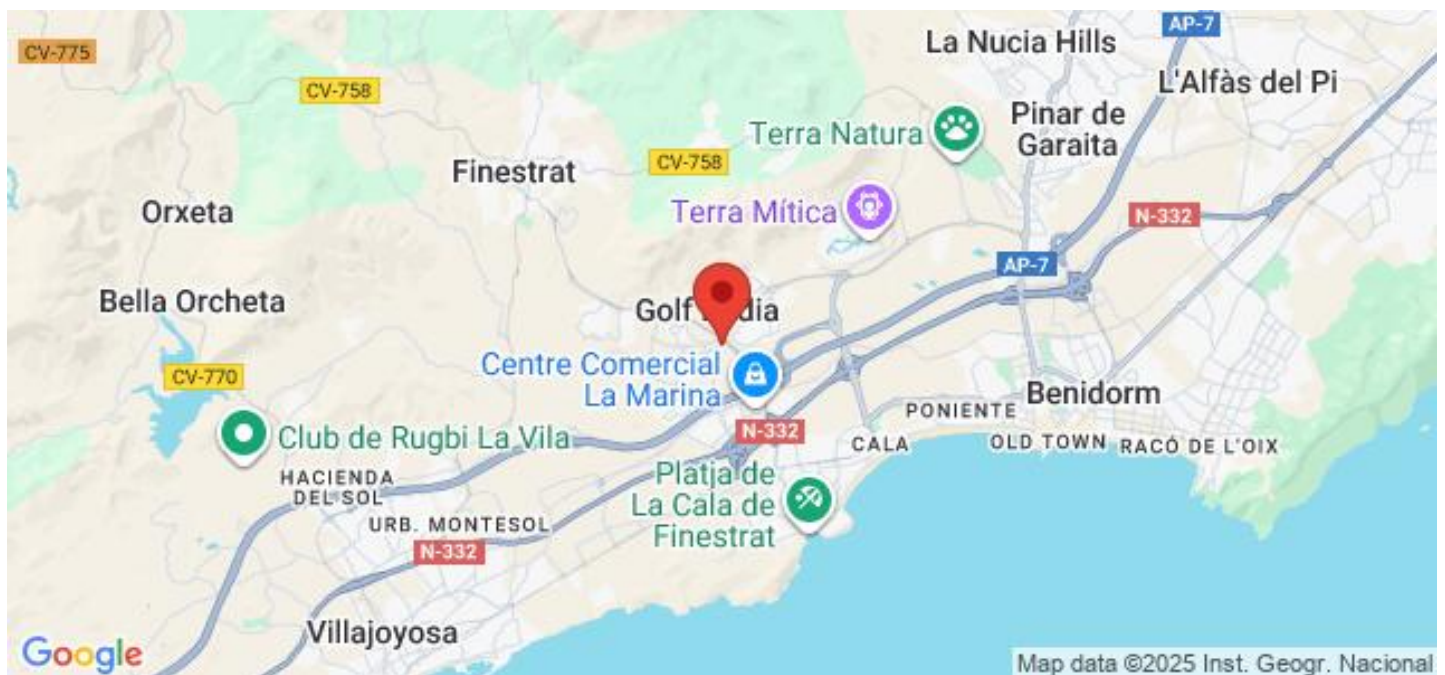 CV-775
CV-758
La Nucia Hills
AP-7
L'Alfàs del Pi
Terra Natura
Pinar de
Garaita
Finestrat
CV-758
Orxeta
Terra Mítica
N-332
AP-7
Bella Orcheta
Golf
dia
Centre Comercial
La Marina
CV-770
Benidorm
PONIENTE
Club de Rugbi La Vila
N-332
CALA
OLD TOWN
RACÓ DE L'OIX
HACIENDA
DEL SOL
Platja de
La Cala de
Finestrat
URB. MONTESOL
N-332
Villajoyosa
Google
Map data ©2025 Inst. Geogr. Nacional